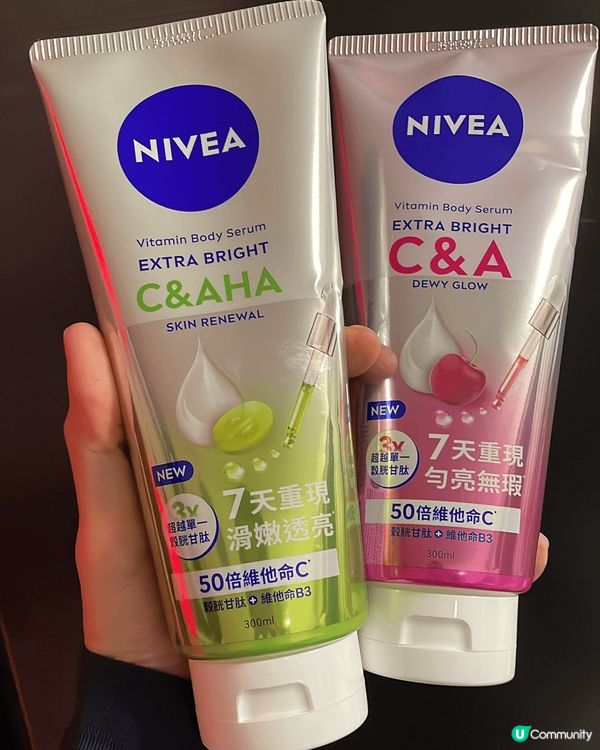 NIVEA
Vitamin Body Serum
EXTRA BRIGHT
C&AHA
SKIN RENEWAL
NEW
3x
超越單一
穀胱甘肽
7天重現
滑嫩透亮*
50倍維他命C*
穀胱甘肽+維他命B3
300ml
NIVEA
Vitamin Body Serum
EXTRA BRIGHT
C&A
DEWY GLOW
NEW
3x
超越單一
穀胱甘肽
7天重現
勻亮無瑕*
50倍維他命C*
穀胱甘肽+維他命B3
300ml
U Community